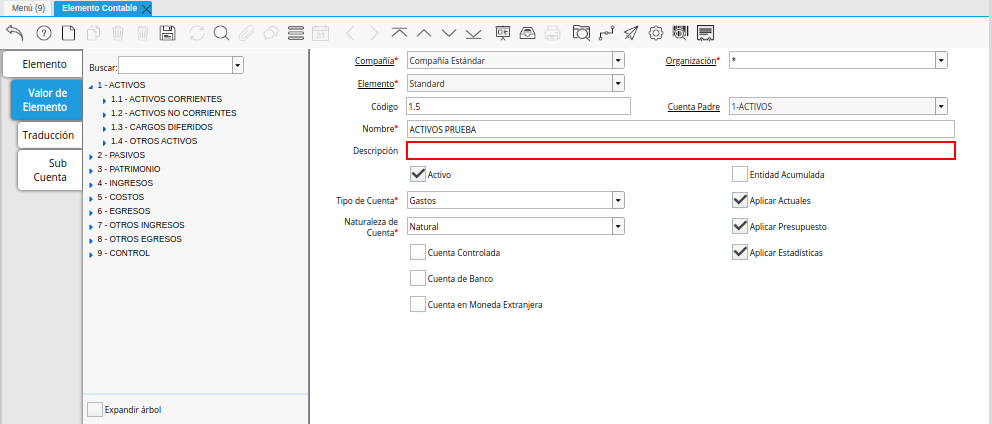 Menú (9)
Elemento Contable
Elemento
Valor de
Elemento
Traducción
Sub
Cuenta
Buscar:
1 - ACTIVOS
1.1 - ACTIVOS CORRIENTES
1.2 - ACTIVOS NO CORRIENTES
1.3 - CARGOS DIFERIDOS
1.4 - OTROS ACTIVOS
2 - PASIVOS
3 - PATRIMONIO
4 - INGRESOS
5 - COSTOS
6 - EGRESOS
7 - OTROS INGRESOS
8 - OTROS EGRESOS
9 - CONTROL
Expandir árbol
Compañía* Compañía Estándar Organización* *
Elemento* Standard
Código 1.5 Cuenta Padre 1-ACTIVOS
Nombre* ACTIVOS PRUEBA
Descripción
Activo Entidad Acumulada
Tipo de Cuenta* Gastos Aplicar Actuales
Naturaleza de
Cuenta* Natural Aplicar Presupuesto
Cuenta Controlada Aplicar Estadísticas
Cuenta de Banco
Cuenta en Moneda Extranjera